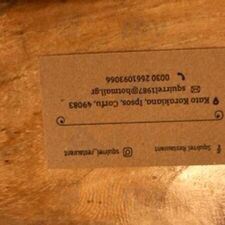 Squirrel Restaurant
squirrel_restaurant
Kato Korakiana, Ipsos, Corfu, 49083
squirrel1987@hotmail.gr
0030 2661093066